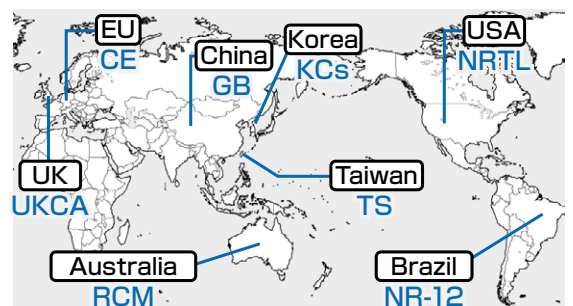 EU
CE
China
GB
Korea
KCs
USA
NRTL
UK
UKCA
Taiwan
TS
Australia
RCM
Brazil
NR-12